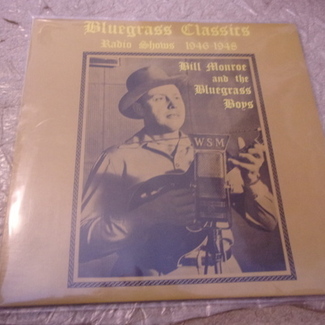 Bluegrass Classics
Radio Shows 1946-1948
Bill Monroe
and the
Bluegrass
Boys
WSM